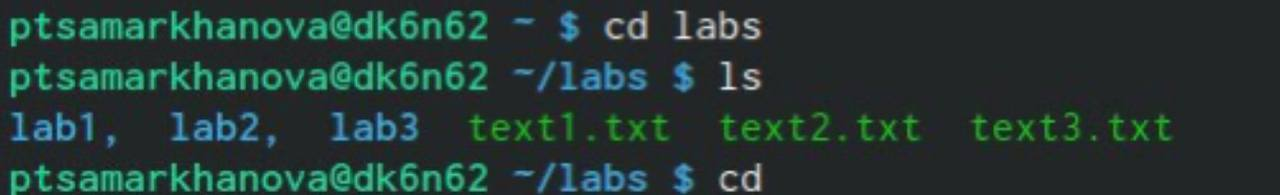 ptsamarkhanova@dk6n62 ~ $ cd labs
ptsamarkhanova@dk6n62 ~/labs $ ls
lab1,  lab2,  lab3  text1.txt  text2.txt  text3.txt
ptsamarkhanova@dk6n62 ~/labs $ cd